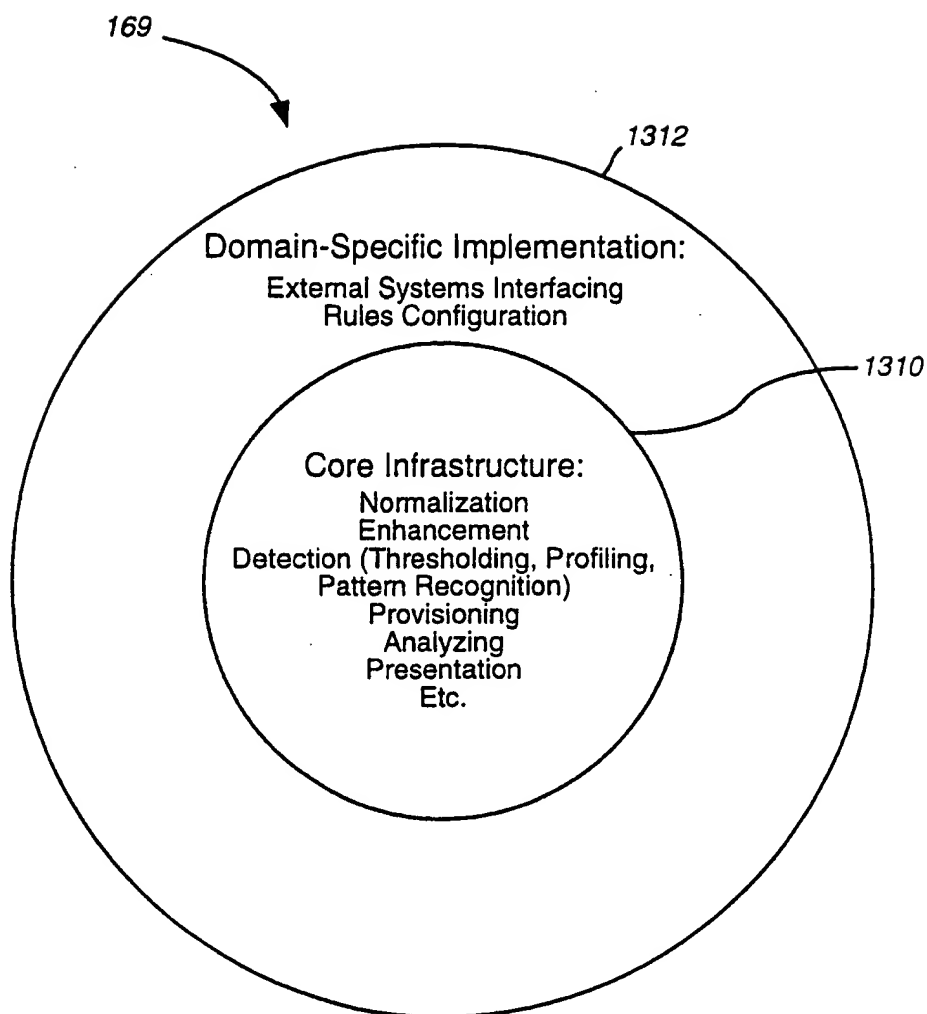 169
1312
Domain-Specific Implementation:
External Systems Interfacing
Rules Configuration
1310
Core Infrastructure:
Normalization
Enhancement
Detection (Thresholding, Profiling,
Pattern Recognition)
Provisioning
Analyzing
Presentation
Etc.